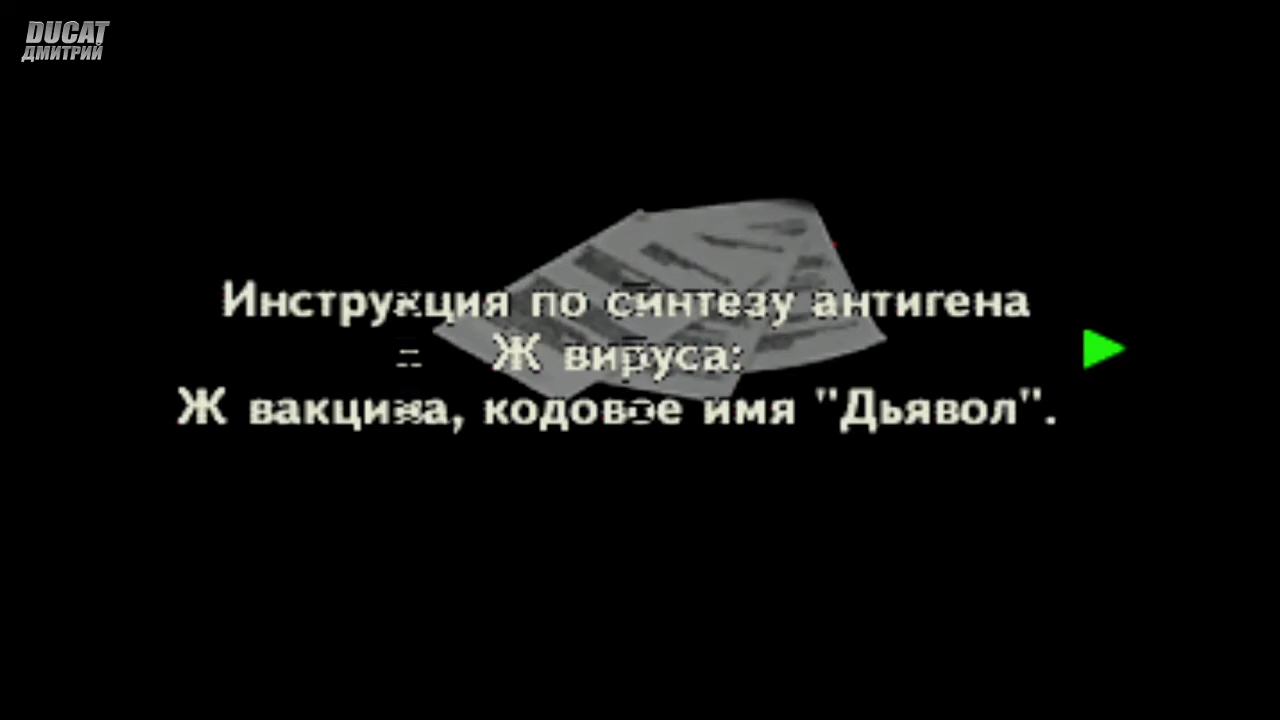 DUCAT
ДМИТРИЙ
Инструкция по синтезу антигена
Ж вируса:
Ж вакцина, кодовое имя "Дьявол".